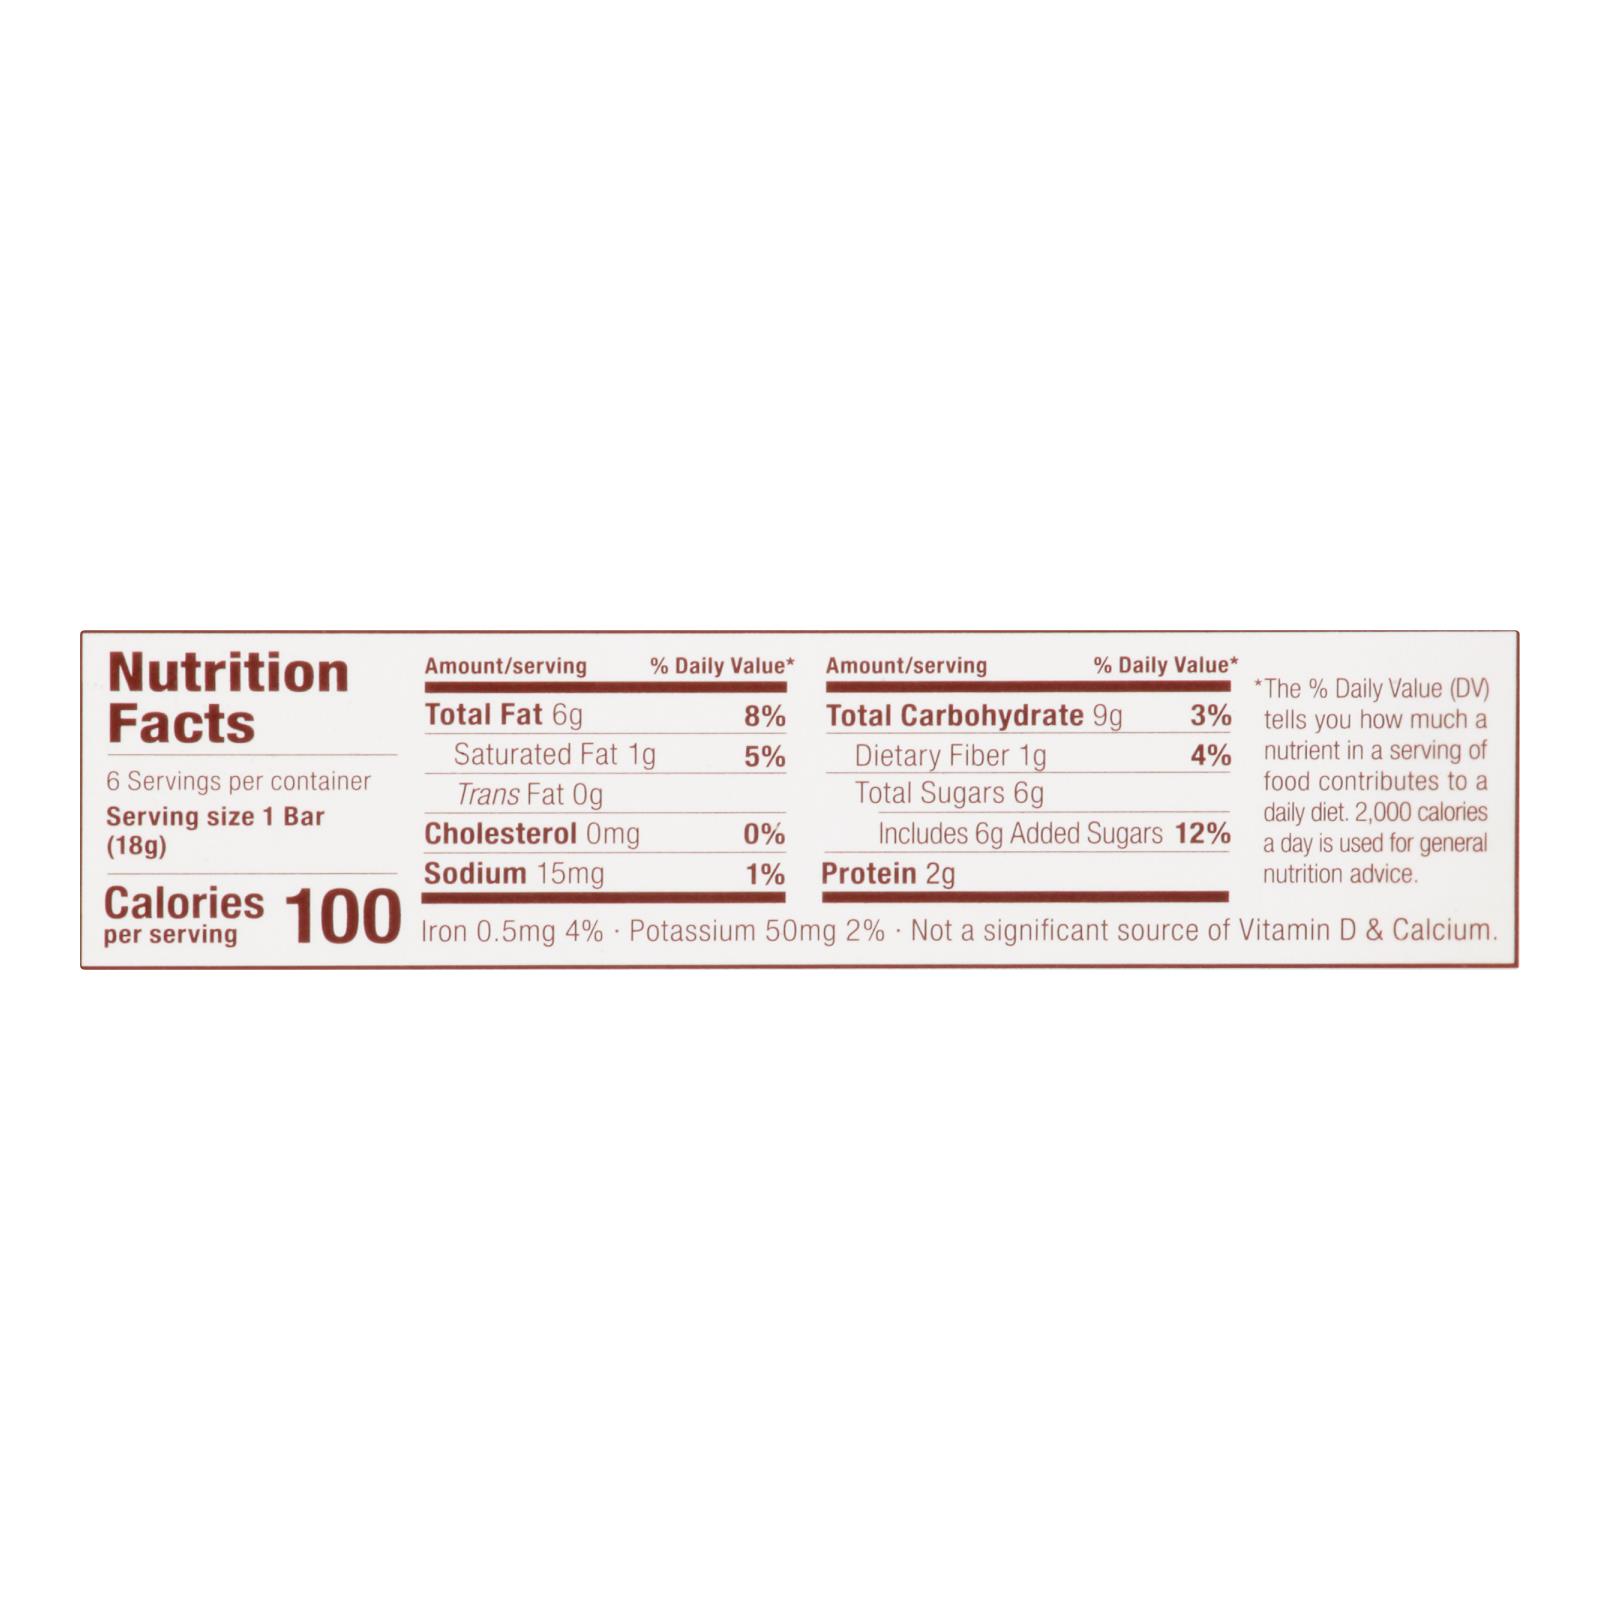 Nutrition
Facts
6 Servings per container
Serving size 1 Bar
(18g)
Calories 100
per serving
Amount/serving % Daily Value*
Total Fat 6g 8%
Saturated Fat 1g 5%
Trans Fat 0g
Cholesterol 0mg 0%
Sodium 15mg 1%
Amount/serving % Daily Value*
Total Carbohydrate 9g 3%
Dietary Fiber 1g 4%
Total Sugars 6g
Includes 6g Added Sugars 12%
Protein 2g
*The % Daily Value (DV)
tells you how much a
nutrient in a serving of
food contributes to a
daily diet. 2,000 calories
a day is used for general
nutrition advice.
Iron 0.5mg 4% · Potassium 50mg 2% · Not a significant source of Vitamin D & Calcium.